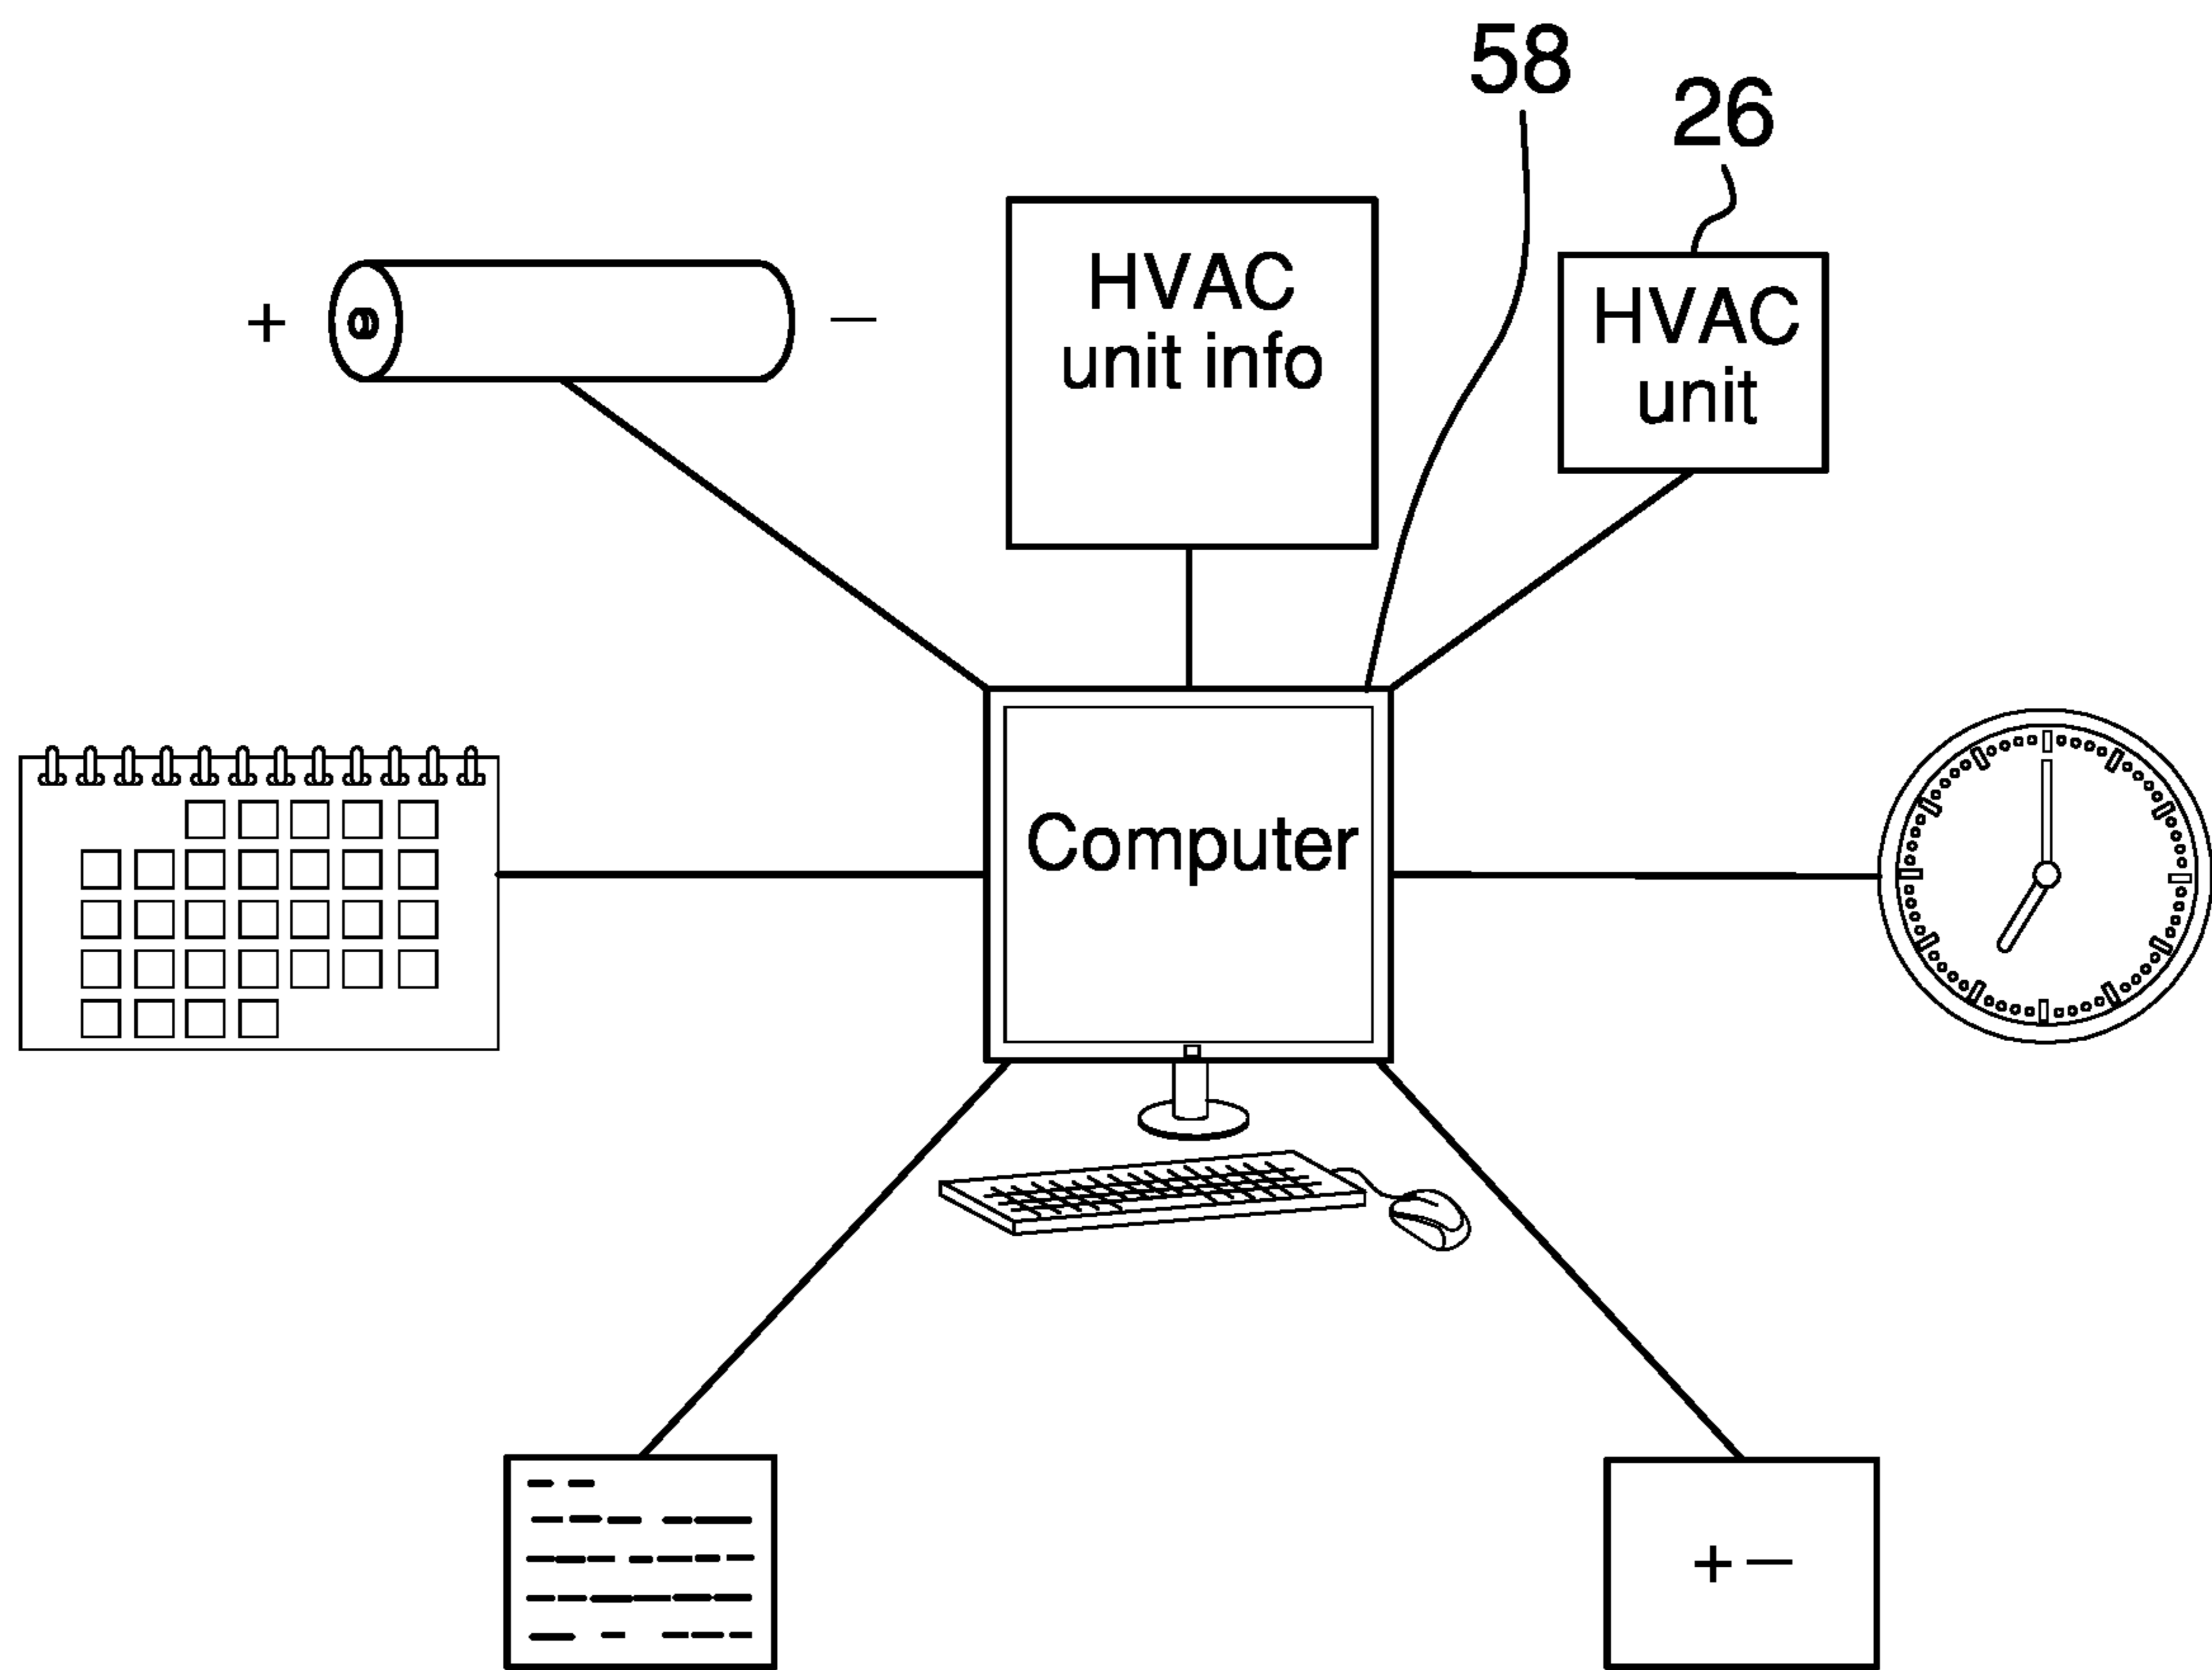 58
26
HVAC
unit info
HVAC
unit
+ —
Computer
+ —